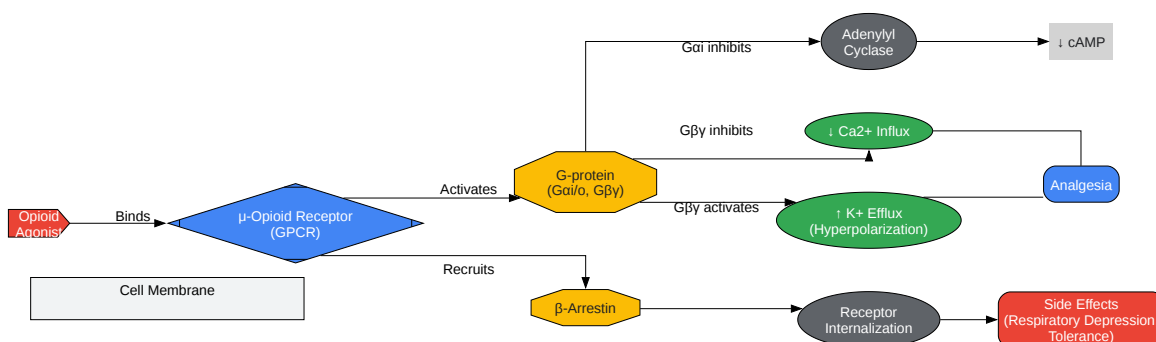 Adenylyl
Cyclase
↓ cAMP
Gαi inhibits
Gβγ inhibits
↓ Ca2+ Influx
G-protein
(Gαi/o, Gβγ)
Analgesia
Activates
Gβγ activates
↑ K+ Efflux
(Hyperpolarization)
Opioid
Agonist
Binds
μ-Opioid Receptor
(GPCR)
Recruits
Cell Membrane
β-Arrestin
Receptor
Internalization
Side Effects
(Respiratory Depression
Tolerance)